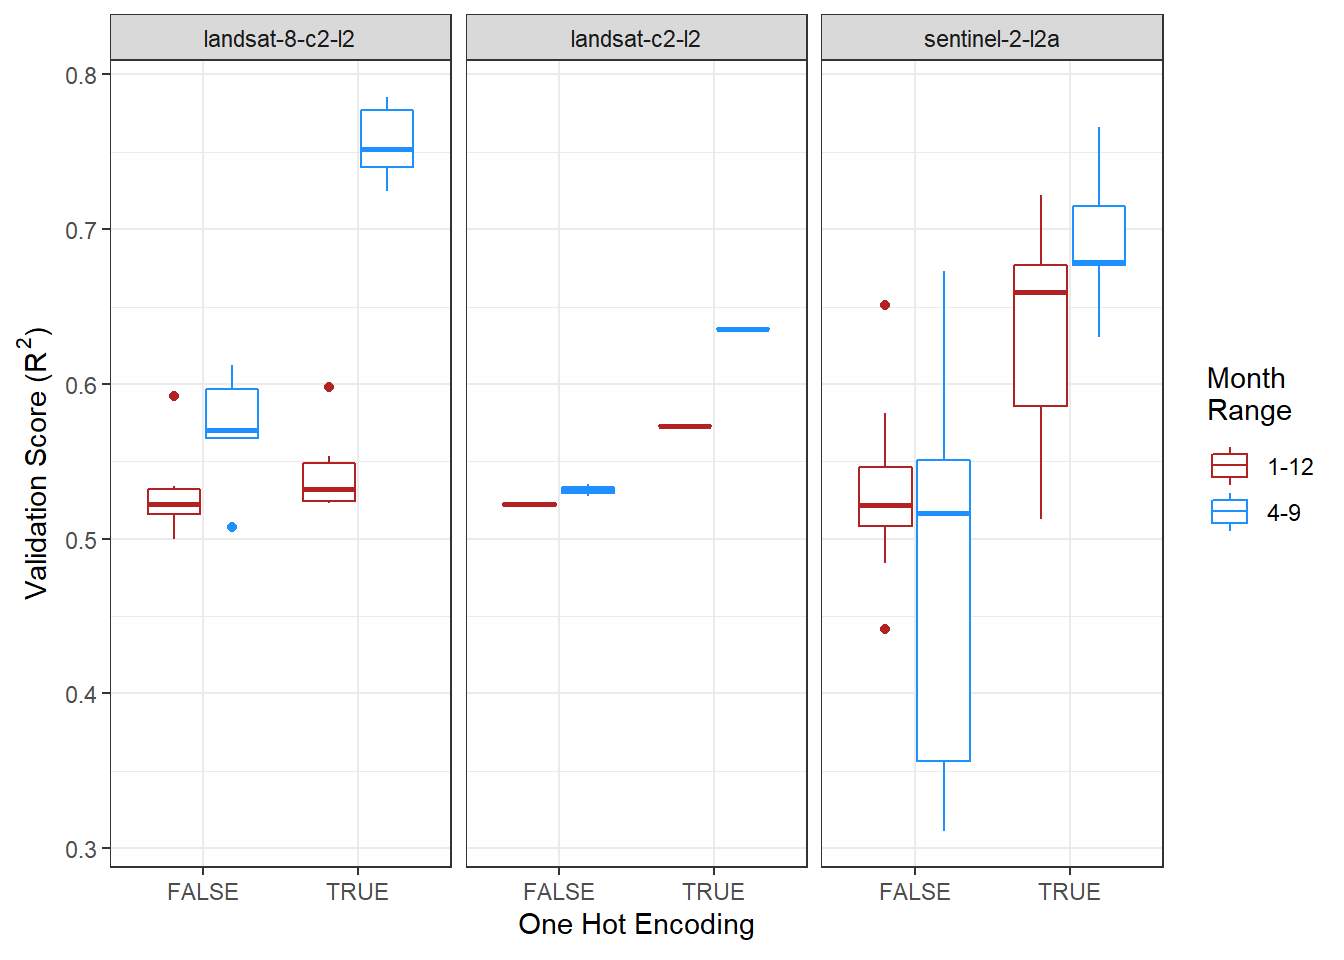 landsat-8-c2-l2
landsat-c2-l2
sentinel-2-l2a
0.8
0.7
0.6
0.5
0.4
0.3
Validation Score (R²)
FALSE TRUE
FALSE TRUE
FALSE TRUE
One Hot Encoding
Month
Range
1-12
4-9